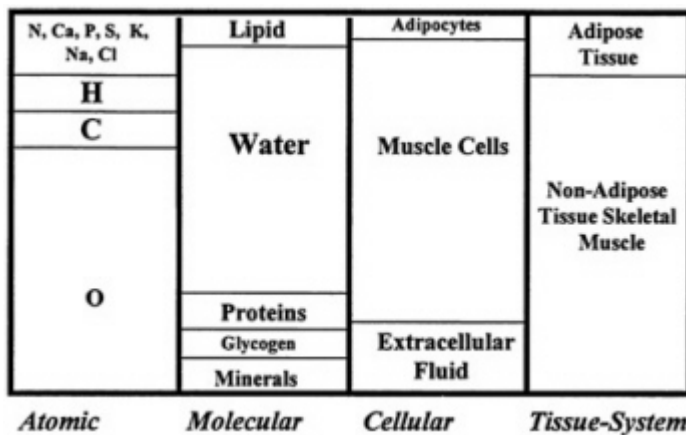 N, Ca, P, S, K,
Na, Cl
H
C
O
Lipid
Water
Proteins
Glycogen
Minerals
Adipocytes
Muscle Cells
Extracellular
Fluid
Adipose
Tissue
Non-Adipose
Tissue Skeletal
Muscle
Atomic Molecular Cellular Tissue-System